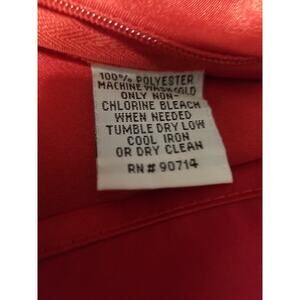 100% POLYESTER
MACHINE WASH COLD
ONLY NON-
CHLORINE BLEACH
WHEN NEEDED
TUMBLE DRY LOW
COOL IRON
OR DRY CLEAN
RN# 90714